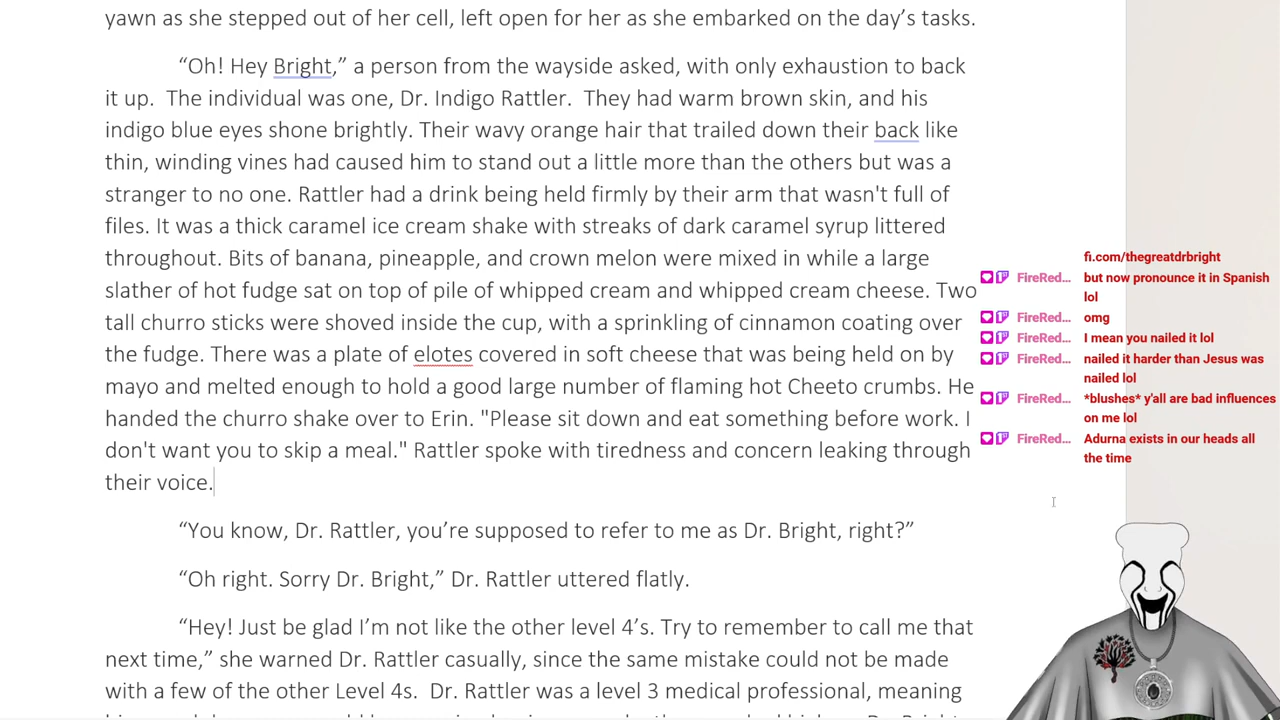 yawn as she stepped out of her cell, left open for her as she embarked on the day’s tasks.
“Oh! Hey Bright,” a person from the wayside asked, with only exhaustion to back
it up.  The individual was one, Dr. Indigo Rattler.  They had warm brown skin, and his
indigo blue eyes shone brightly. Their wavy orange hair that trailed down their back like
thin, winding vines had caused him to stand out a little more than the others but was a
stranger to no one. Rattler had a drink being held firmly by their arm that wasn't full of
files. It was a thick caramel ice cream shake with streaks of dark caramel syrup littered
throughout. Bits of banana, pineapple, and crown melon were mixed in while a large
slather of hot fudge sat on top of pile of whipped cream and whipped cream cheese. Two
tall churro sticks were shoved inside the cup, with a sprinkling of cinnamon coating over
the fudge. There was a plate of elotes covered in soft cheese that was being held on by
mayo and melted enough to hold a good large number of flaming hot Cheeto crumbs. He
handed the churro shake over to Erin. "Please sit down and eat something before work. I
don't want you to skip a meal." Rattler spoke with tiredness and concern leaking through
their voice.
“You know, Dr. Rattler, you’re supposed to refer to me as Dr. Bright, right?”
“Oh right. Sorry Dr. Bright,” Dr. Rattler uttered flatly.
“Hey! Just be glad I’m not like the other level 4’s. Try to remember to call me that
next time,” she warned Dr. Rattler casually, since the same mistake could not be made
with a few of the other Level 4s.  Dr. Rattler was a level 3 medical professional, meaning
fi.com/thegreatdrbright
FireRed... but now pronounce it in Spanish
lol
FireRed... omg
FireRed... I mean you nailed it lol
FireRed... nailed it harder than Jesus was
nailed lol
FireRed... *blushes* y'all are bad influences
on me lol
FireRed... Adurna exists in our heads all
the time